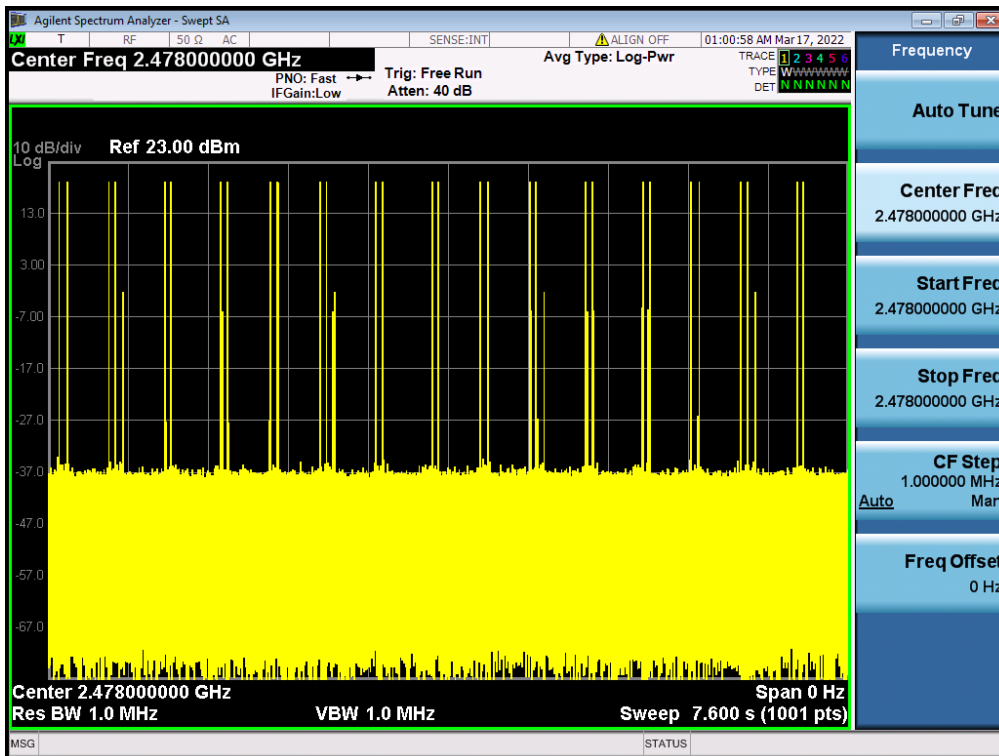 Agilent Spectrum Analyzer - Swept SA
LXI T RF 50 Ω AC SENSE:INT ALIGN OFF 01:00:58 AM Mar 17, 2022
Center Freq 2.478000000 GHz
PNO: Fast
IFGain:Low
Trig: Free Run
Atten: 40 dB
Avg Type: Log-Pwr
TRACE 1 2 3 4 5 6
TYPE WWWWWW
DET N N N N N N
10 dB/div Ref 23.00 dBm
Log
13.0
3.00
-7.00
-17.0
-27.0
-37.0
-47.0
-57.0
-67.0
Center 2.478000000 GHz Span 0 Hz
Res BW 1.0 MHz VBW 1.0 MHz Sweep 7.600 s (1001 pts)
MSG STATUS
Frequency
Auto Tune
Center Freq
2.478000000 GHz
Start Freq
2.478000000 GHz
Stop Freq
2.478000000 GHz
CF Step
1.000000 MHz
Auto Man
Freq Offset
0 Hz